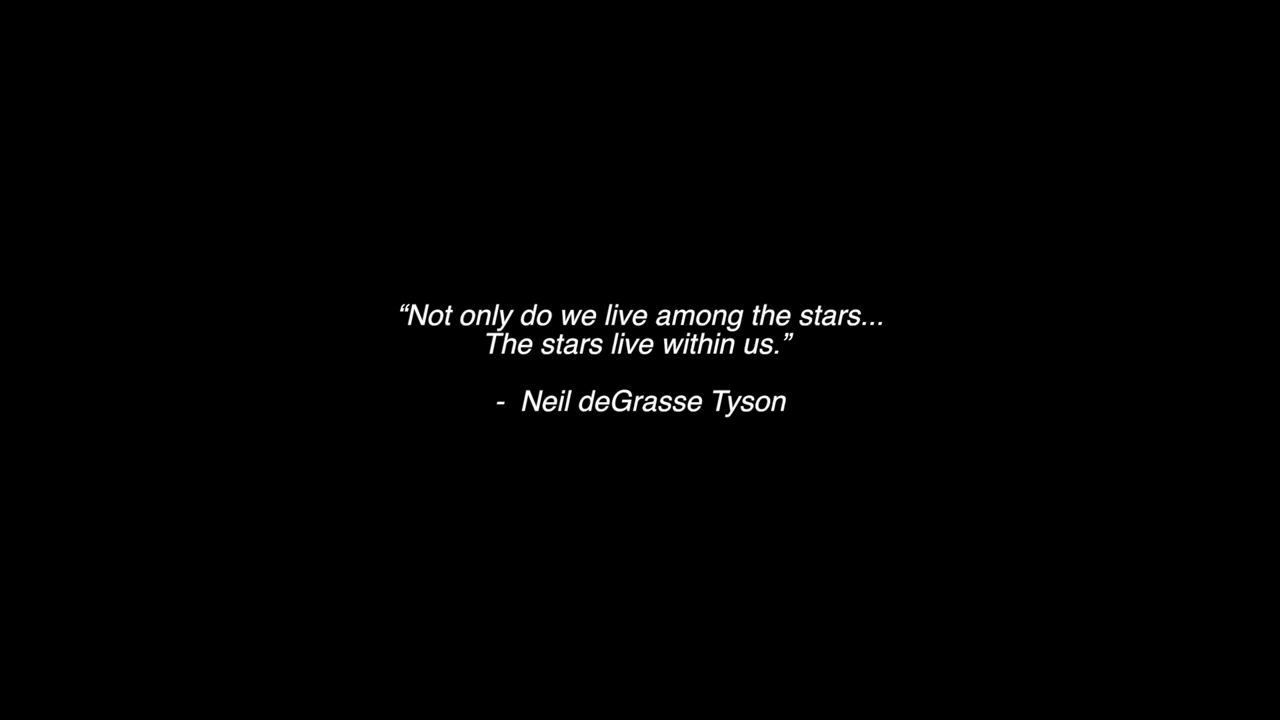 “Not only do we live among the stars...
The stars live within us.”
- Neil deGrasse Tyson